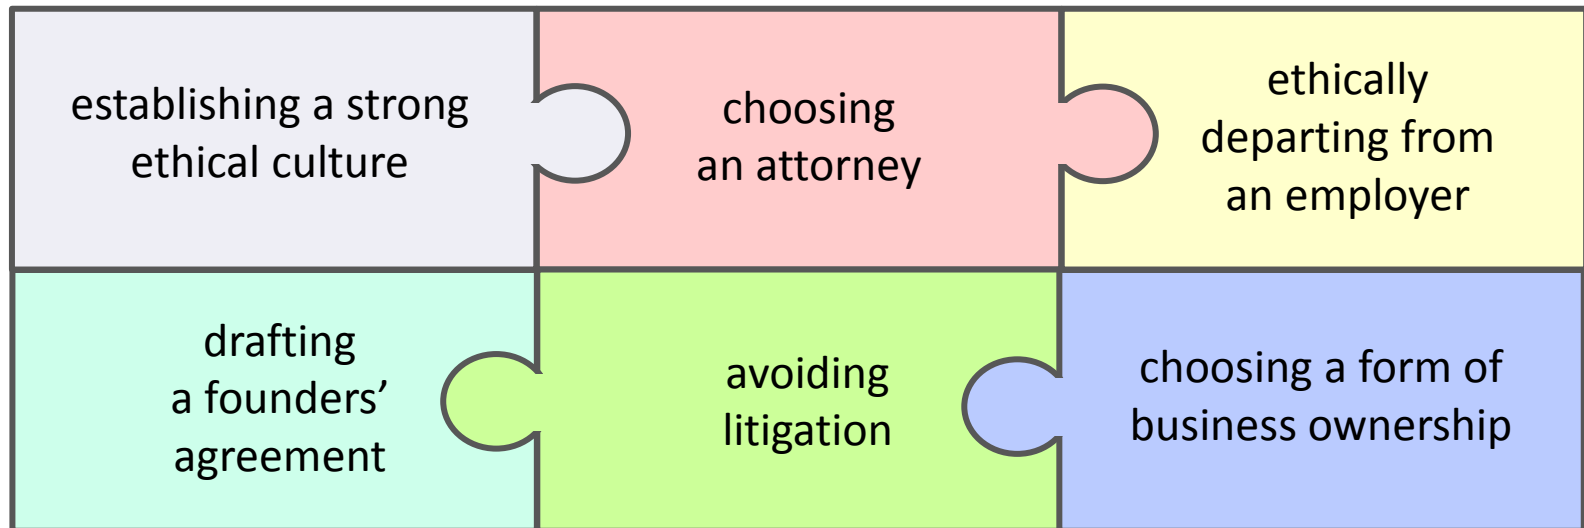 establishing a strong
ethical culture
choosing
an attorney
ethically
departing from
an employer
drafting
a founders’
agreement
avoiding
litigation
choosing a form of
business ownership